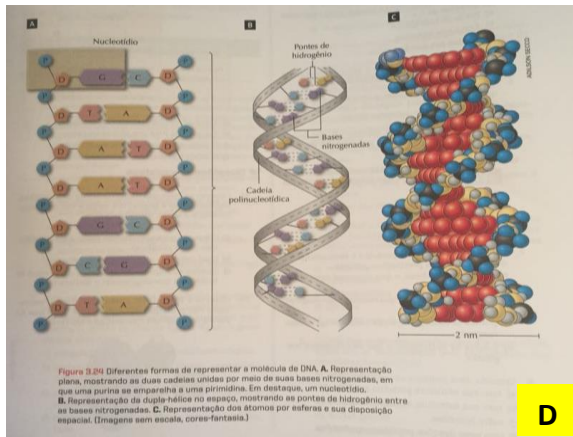 A
B
C
Nucleotídio
Pontes de
hidrogênio
ADILSON SECCO
P
P
D
G
C
D
P
P
D
T
A
D
P
P
D
A
T
D
P
P
D
A
T
D
P
P
D
G
C
D
P
P
D
C
G
D
P
P
D
T
A
D
P
P
Bases
nitrogenadas
Cadeia
polinucleotídica
2 nm
Figura 3.24 Diferentes formas de representar a molécula de DNA. A. Representação
plana, mostrando as duas cadeias unidas por meio de suas bases nitrogenadas, em
que uma purina se emparelha a uma pirimidina. Em destaque, um nucleotídio.
B. Representação da dupla-hélice no espaço, mostrando as pontes de hidrogênio entre
as bases nitrogenadas. C. Representação dos átomos por esferas e sua disposição
espacial. (Imagens sem escala, cores-fantasia.)
D